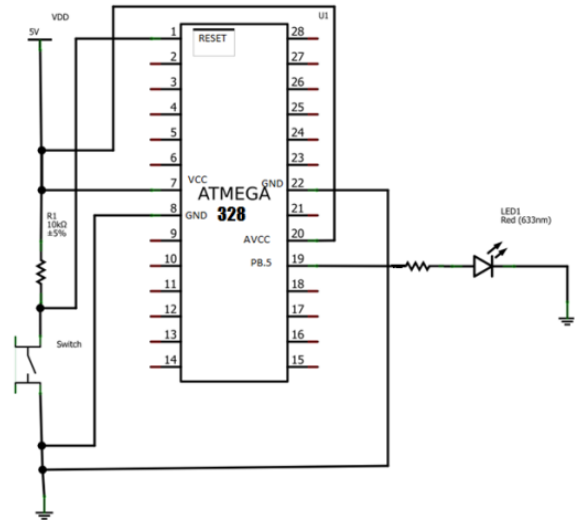 VDD
5V
U1
1
RESET
28
2
27
3
26
4
25
5
24
6
23
VCC
GND
7
ATMEGA
22
8
GND
328
21
R1
10kΩ
±5%
LED1
Red (633nm)
9
AVCC
20
10
PB.5
19
11
18
12
17
Switch
13
16
14
15